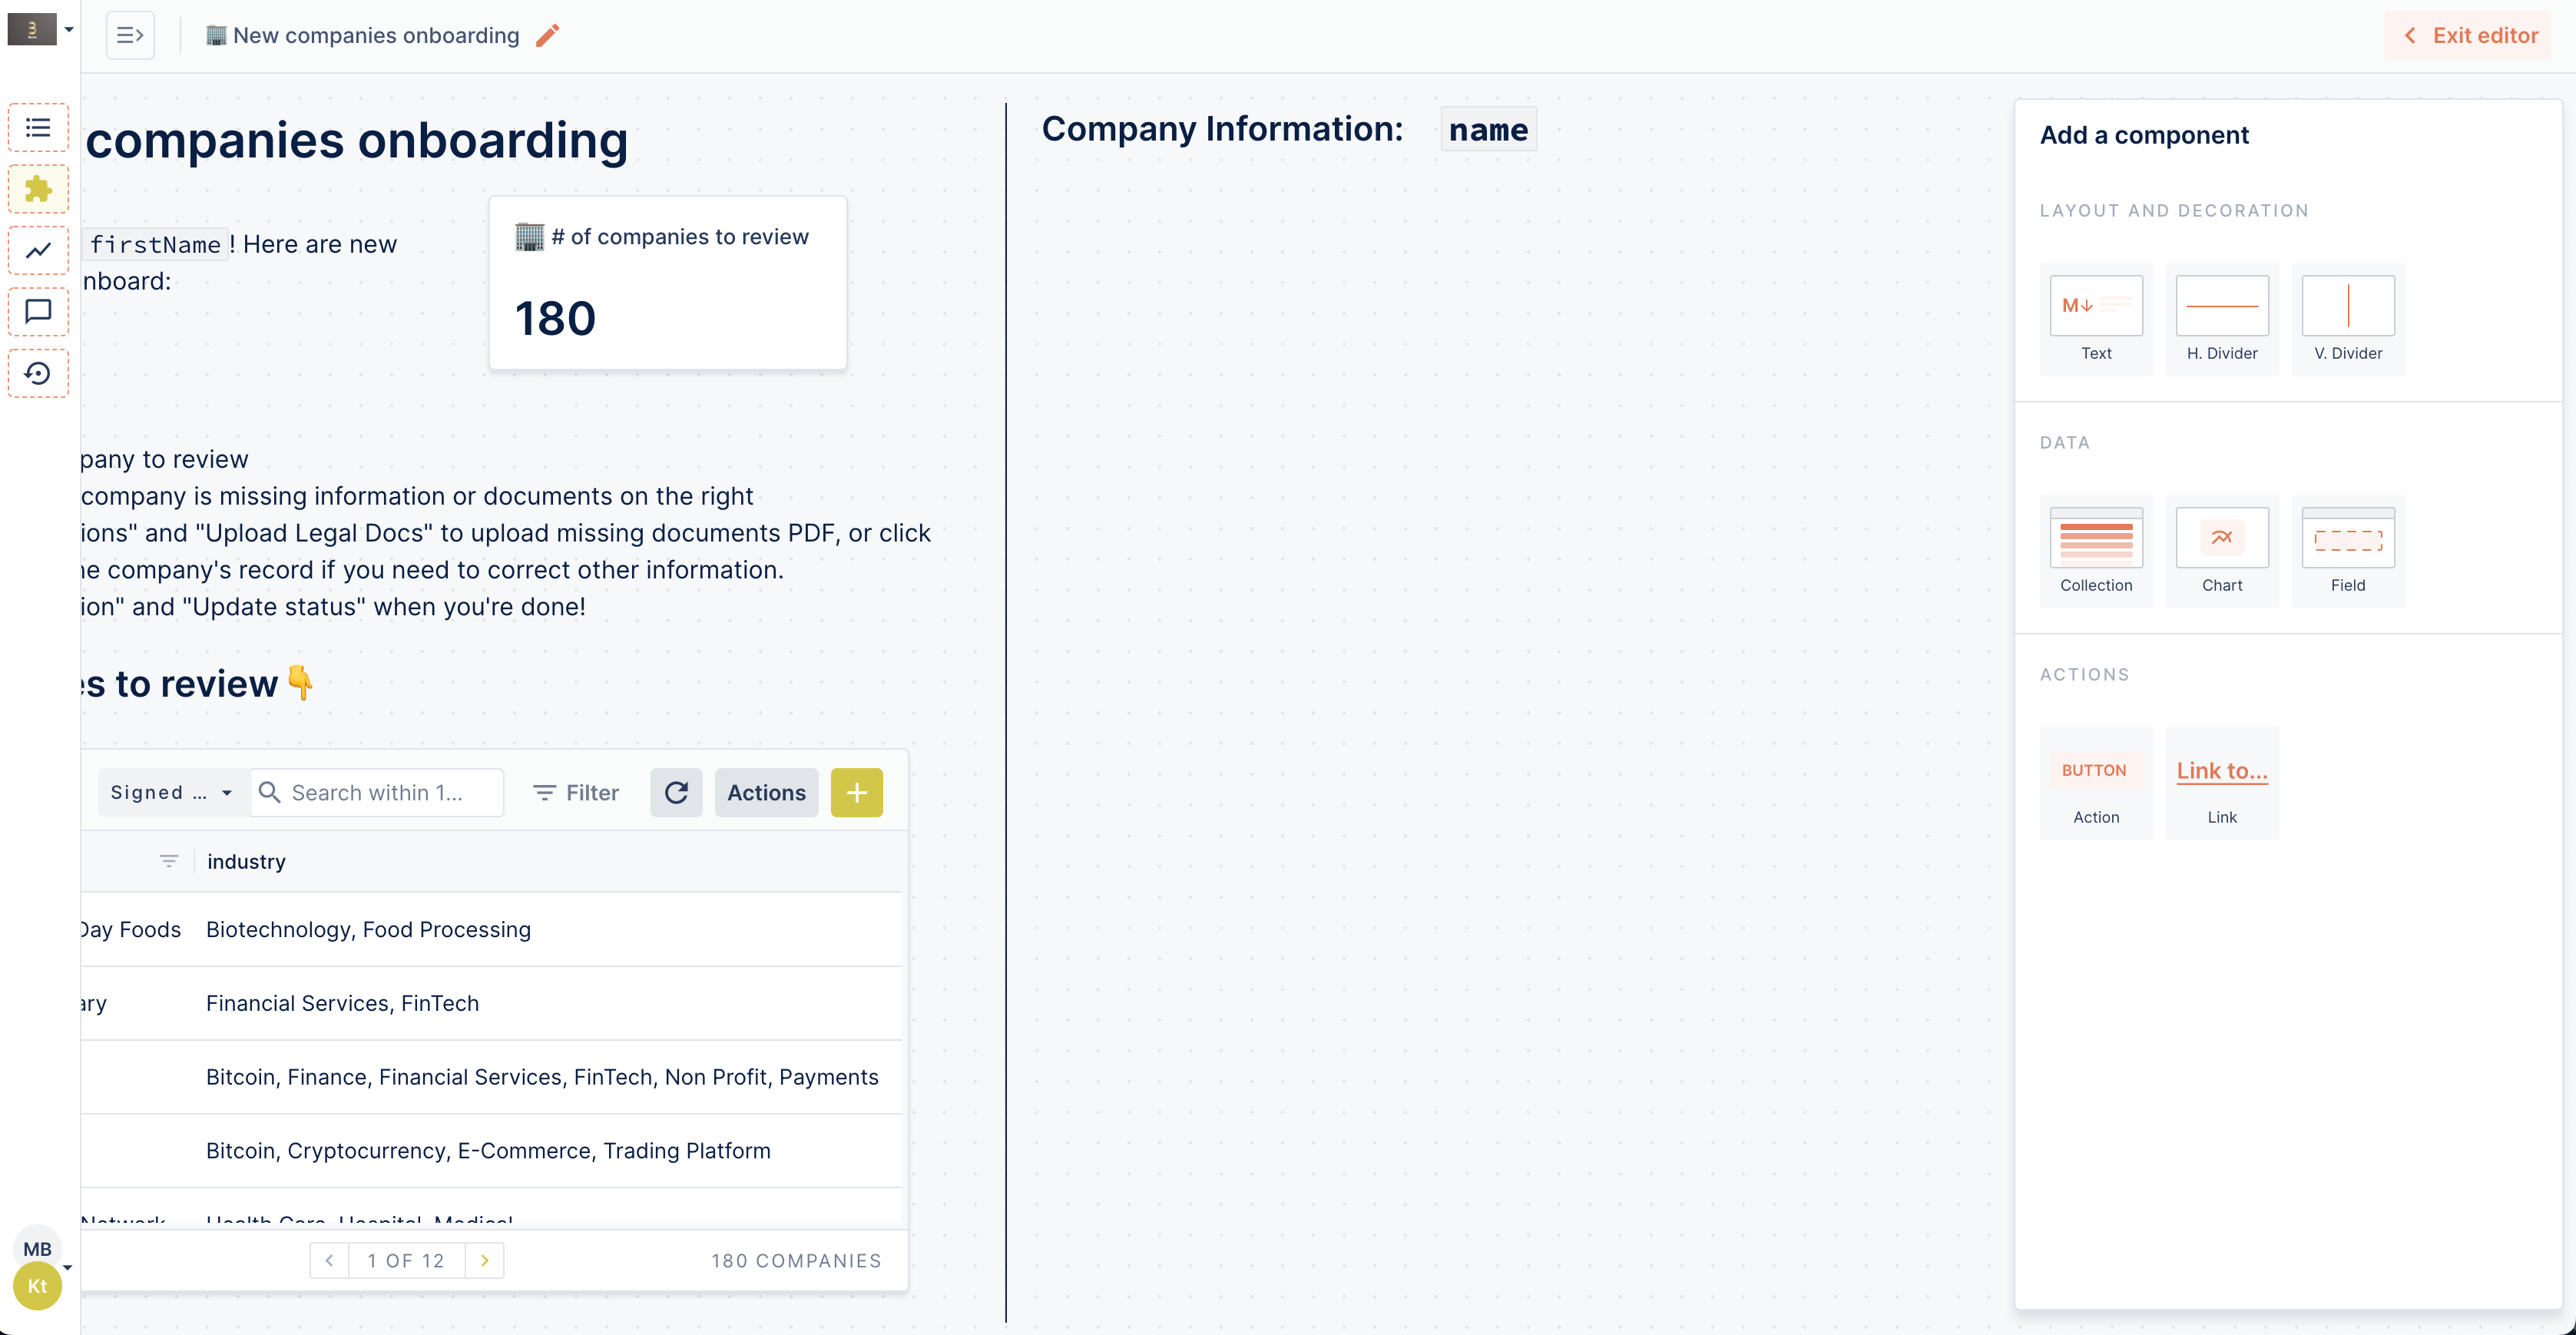 New companies onboarding
Exit editor
companies onboarding
firstName! Here are new
nboard:
# of companies to review
180
pany to review
company is missing information or documents on the right
ions" and "Upload Legal Docs" to upload missing documents PDF, or click
e company's record if you need to correct other information.
ion" and "Update status" when you're done!
s to review
Signed ...
Search within 1...
Filter
Actions
industry
Day Foods
Biotechnology, Food Processing
ary
Financial Services, FinTech
Bitcoin, Finance, Financial Services, FinTech, Non Profit, Payments
Bitcoin, Cryptocurrency, E-Commerce, Trading Platform
Network
Health Care, Hospital, Medical
1 OF 12
180 COMPANIES
MB
Kt
Company Information: name
Add a component
LAYOUT AND DECORATION
M↓
Text
H. Divider
V. Divider
DATA
Collection
Chart
Field
ACTIONS
BUTTON
Link to...
Action
Link